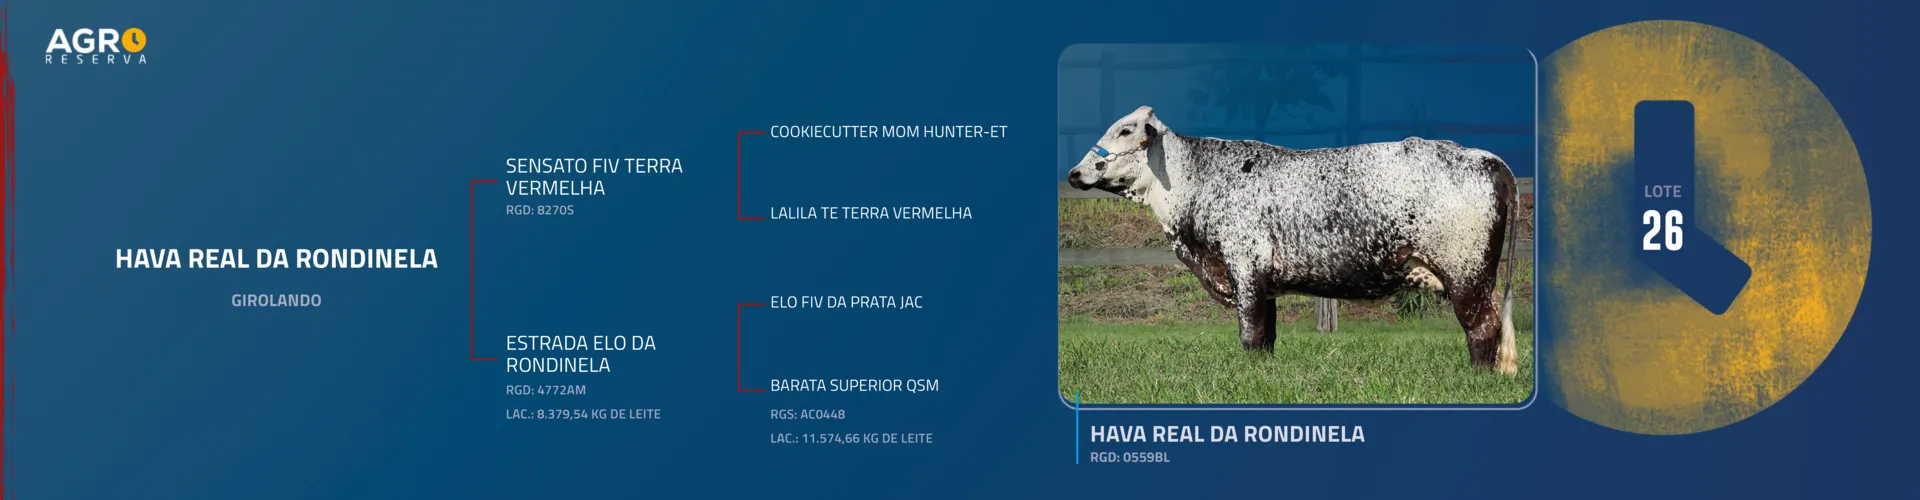 AGRO
RESERVA
HAVA REAL DA RONDINELA
GIROLANDO
SENSATO FIV TERRA
VERMELHA
RGD: 8270S
ESTRADA ELO DA
RONDINELA
RGD: 4772AM
LAC.: 8.379,54 KG DE LEITE
COOKIECUTTER MOM HUNTER-ET
LALILA TE TERRA VERMELHA
ELO FIV DA PRATA JAC
BARATA SUPERIOR QSM
RGS: AC0448
LAC.: 11.574,66 KG DE LEITE
HAVA REAL DA RONDINELA
RGD: 0559BL
LOTE
26